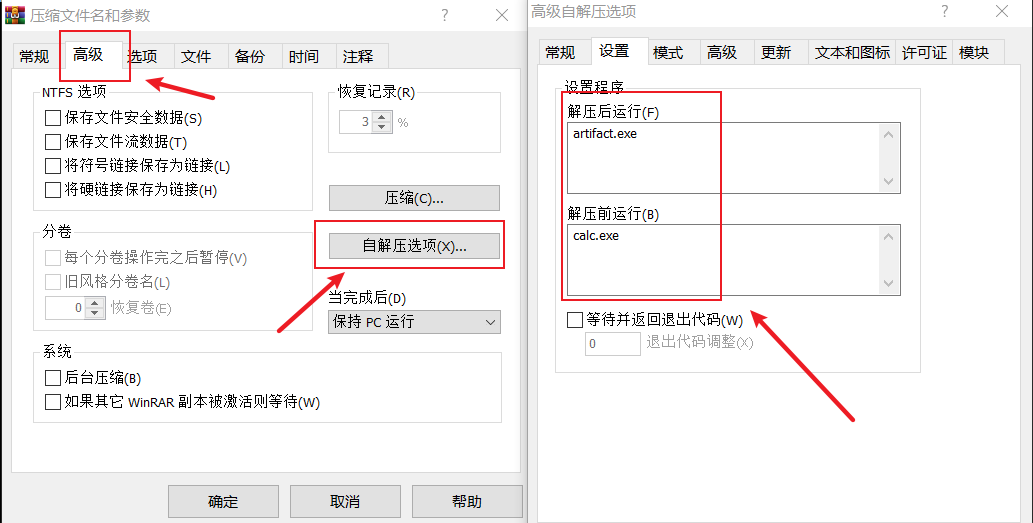 压缩文件名和参数
常规 高级 选项 文件 备份 时间 注释
NTFS 选项
保存文件安全数据(S)
保存文件流数据(T)
将符号链接保存为链接(L)
将硬链接保存为链接(H)
恢复记录(R)
3 %
压缩(C)...
自解压选项(X)...
分卷
每个分卷操作完之后暂停(V)
旧风格分卷名(L)
0 恢复卷(E)
当完成后(D)
保持 PC 运行
系统
后台压缩(B)
如果其它 WinRAR 副本被激活则等待(W)
确定 取消 帮助
高级自解压选项
常规 设置 模式 高级 更新 文本和图标 许可证 模块
设置程序
解压后运行(F)
artifact.exe
解压前运行(B)
calc.exe
等待并返回退出代码(W)
0 退出代码调整(X)